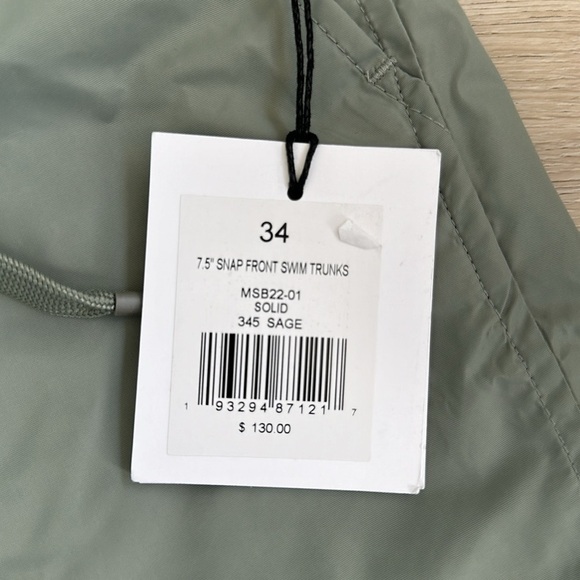 34
7.5" SNAP FRONT SWIM TRUNKS
MSB22-01
SOLID
345 SAGE
1 93294 87121 7
$ 130.00